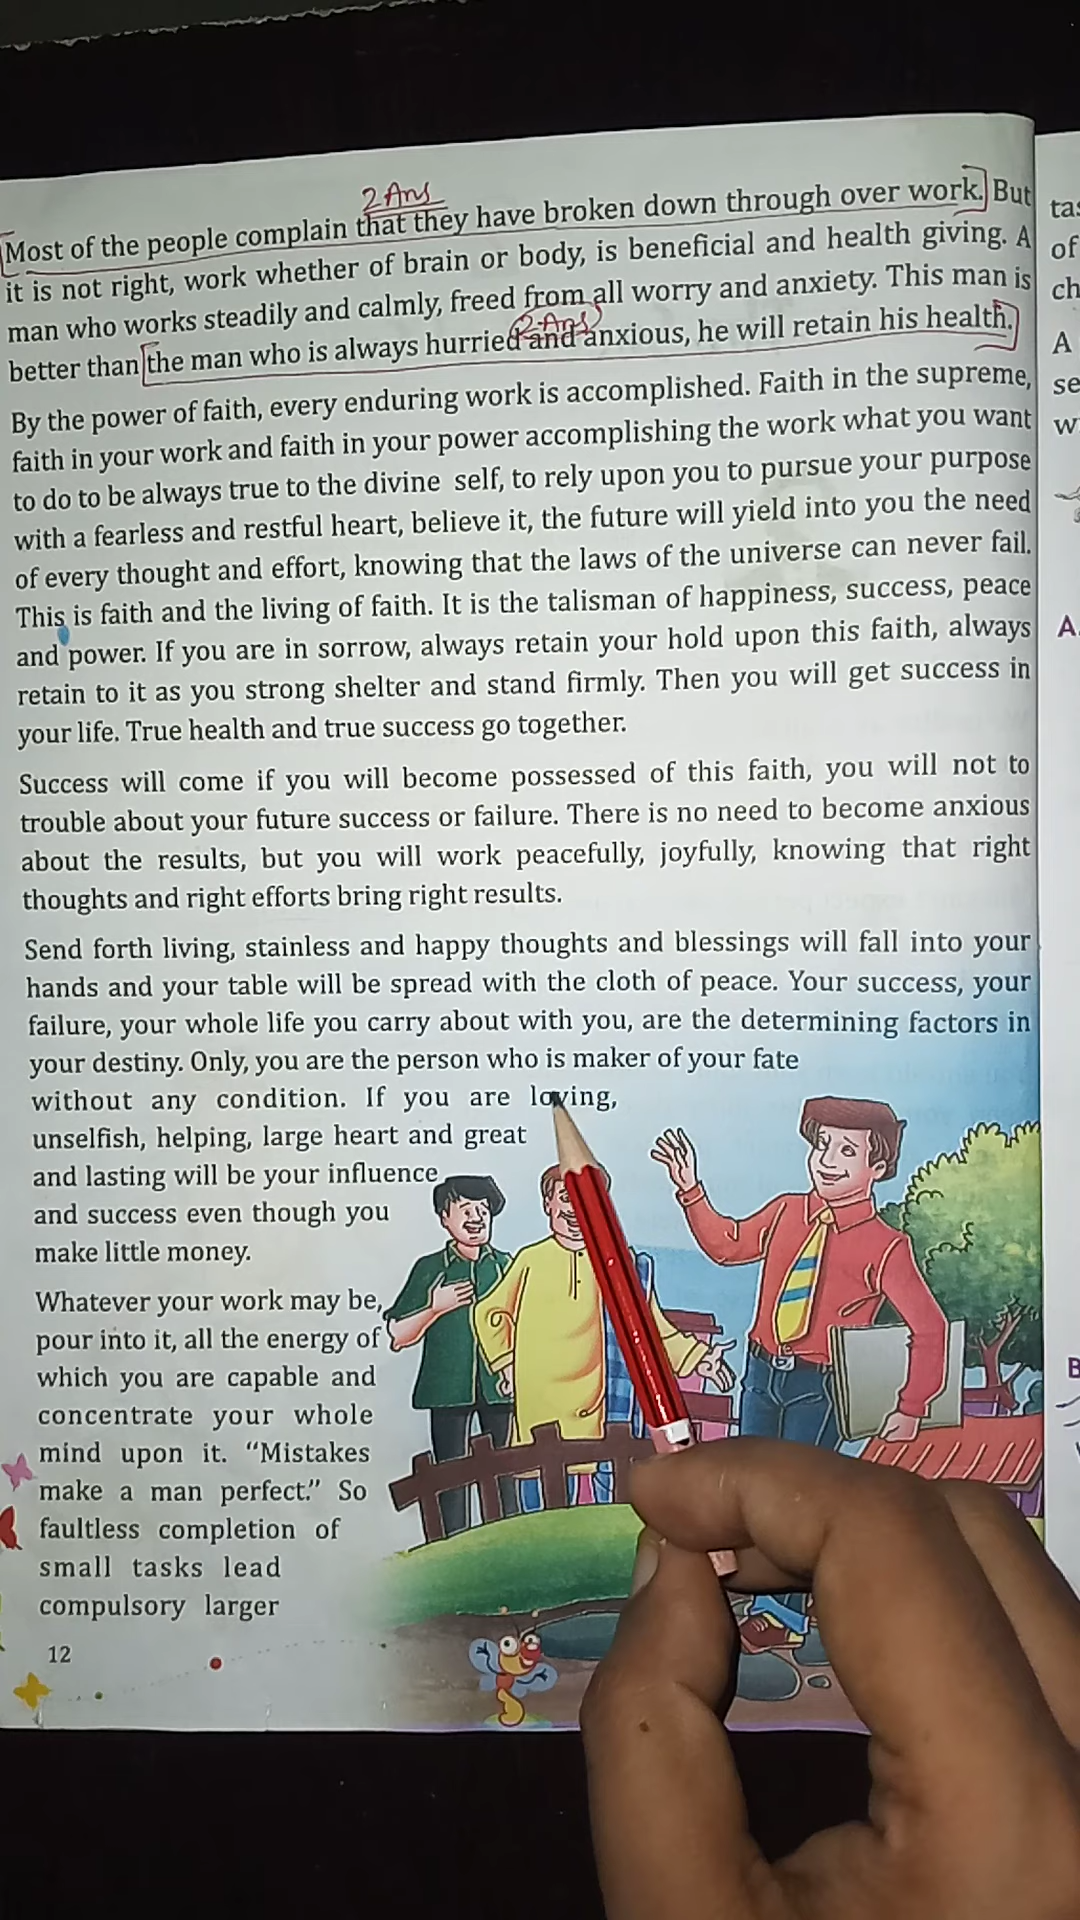 2 Ans
Most of the people complain that they have broken down through over work. But
it is not right, work whether of brain or body, is beneficial and health giving. A
man who works steadily and calmly, freed from all worry and anxiety. This man is
2 Ans
better than the man who is always hurried and anxious, he will retain his health.
By the power of faith, every enduring work is accomplished. Faith in the supreme,
faith in your work and faith in your power accomplishing the work what you want
to do to be always true to the divine self, to rely upon you to pursue your purpose
with a fearless and restful heart, believe it, the future will yield into you the need
of every thought and effort, knowing that the laws of the universe can never fail.
This is faith and the living of faith. It is the talisman of happiness, success, peace
and power. If you are in sorrow, always retain your hold upon this faith, always
retain to it as you strong shelter and stand firmly. Then you will get success in
your life. True health and true success go together.
Success will come if you will become possessed of this faith, you will not to
trouble about your future success or failure. There is no need to become anxious
about the results, but you will work peacefully, joyfully, knowing that right
thoughts and right efforts bring right results.
Send forth living, stainless and happy thoughts and blessings will fall into your
hands and your table will be spread with the cloth of peace. Your success, your
failure, your whole life you carry about with you, are the determining factors in
your destiny. Only, you are the person who is maker of your fate
without any condition. If you are loving,
unselfish, helping, large heart and great
and lasting will be your influence
and success even though you
make little money.
Whatever your work may be,
pour into it, all the energy of
which you are capable and
concentrate your whole
mind upon it. “Mistakes
make a man perfect.” So
faultless completion of
small tasks lead
compulsory larger
12
of
A
A
B